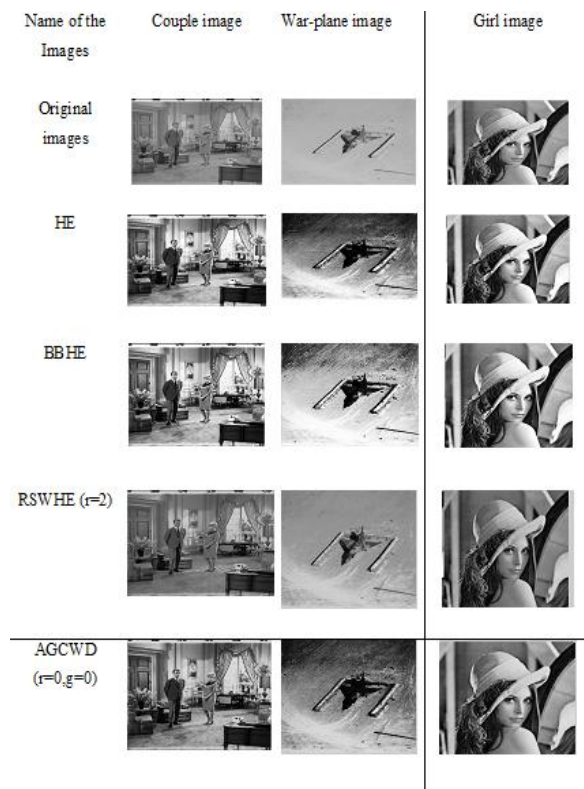 Name of the Images
Couple image
War-plane image
Girl image
Original images
HE
BBHE
RSWHE (r=2)
AGCWD
(r=0,g=0)